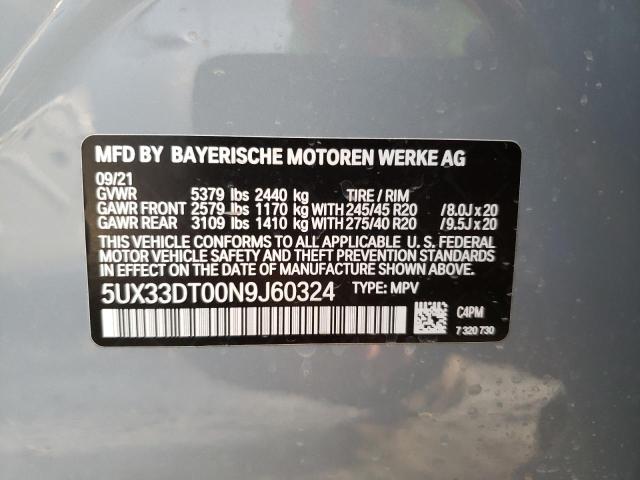 MFD BY BAYERISCHE MOTOREN WERKE AG
09/21
GVWR 5379 lbs 2440 kg TIRE / RIM
GAWR FRONT 2579 lbs 1170 kg WITH 245/45 R20 /8.0J x 20
GAWR REAR 3109 lbs 1410 kg WITH 275/40 R20 /9.5J x 20
THIS VEHICLE CONFORMS TO ALL APPLICABLE U. S. FEDERAL
MOTOR VEHICLE SAFETY AND THEFT PREVENTION STANDARDS
IN EFFECT ON THE DATE OF MANUFACTURE SHOWN ABOVE.
5UX33DT00N9J60324 TYPE: MPV
C4PM
7 320 730